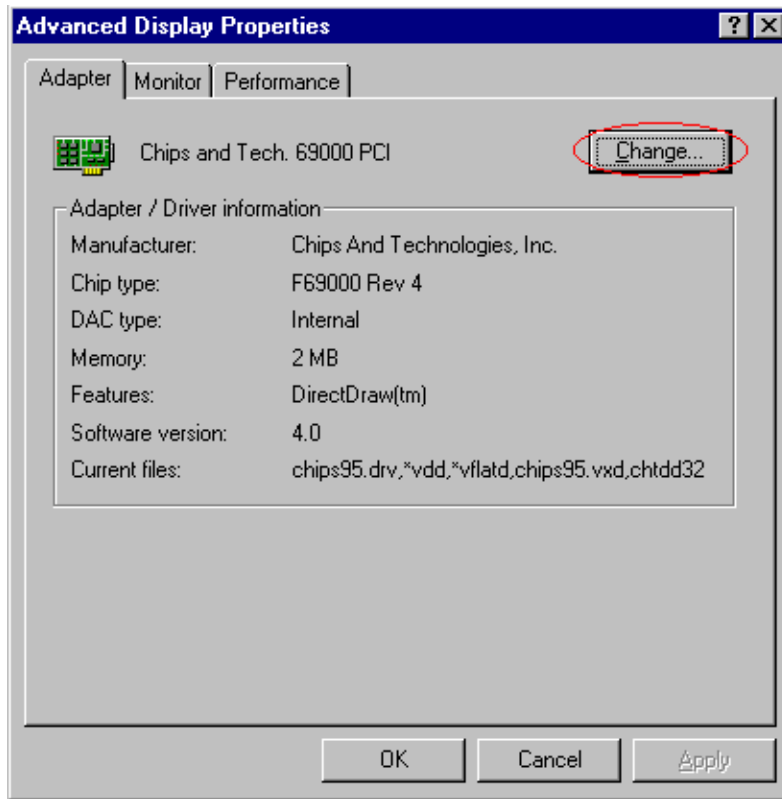 Advanced Display Properties
Adapter Monitor Performance
Chips and Tech. 69000 PCI Change...
Adapter / Driver information
Manufacturer: Chips And Technologies, Inc.
Chip type: F69000 Rev 4
DAC type: Internal
Memory: 2 MB
Features: DirectDraw(tm)
Software version: 4.0
Current files: chips95.drv,*vdd,*vflatd,chips95.vxd,chtdd32
OK Cancel Apply